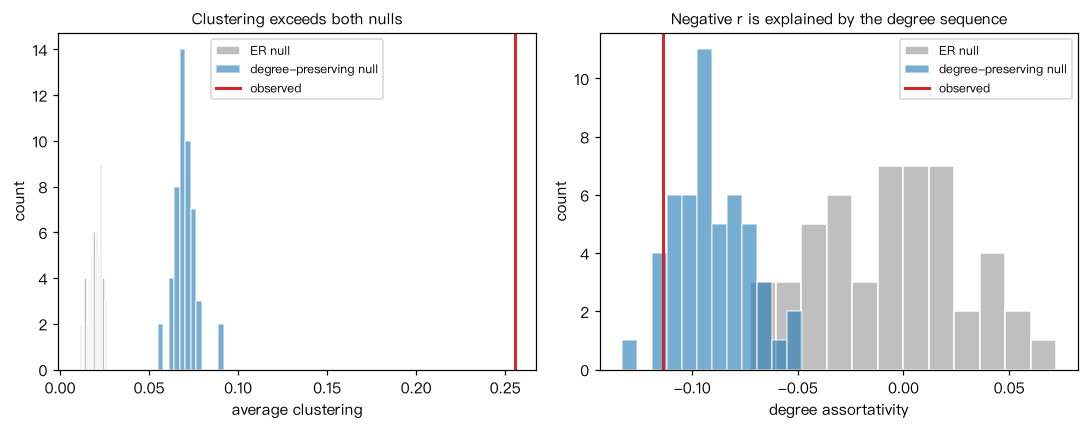 Clustering exceeds both nulls
count
14
12
10
8
6
4
2
0
ER null
degree−preserving null
observed
0.00 0.05 0.10 0.15 0.20 0.25
average clustering
Negative r is explained by the degree sequence
count
10
8
6
4
2
0
ER null
degree−preserving null
observed
−0.10 −0.05 0.00 0.05
degree assortativity